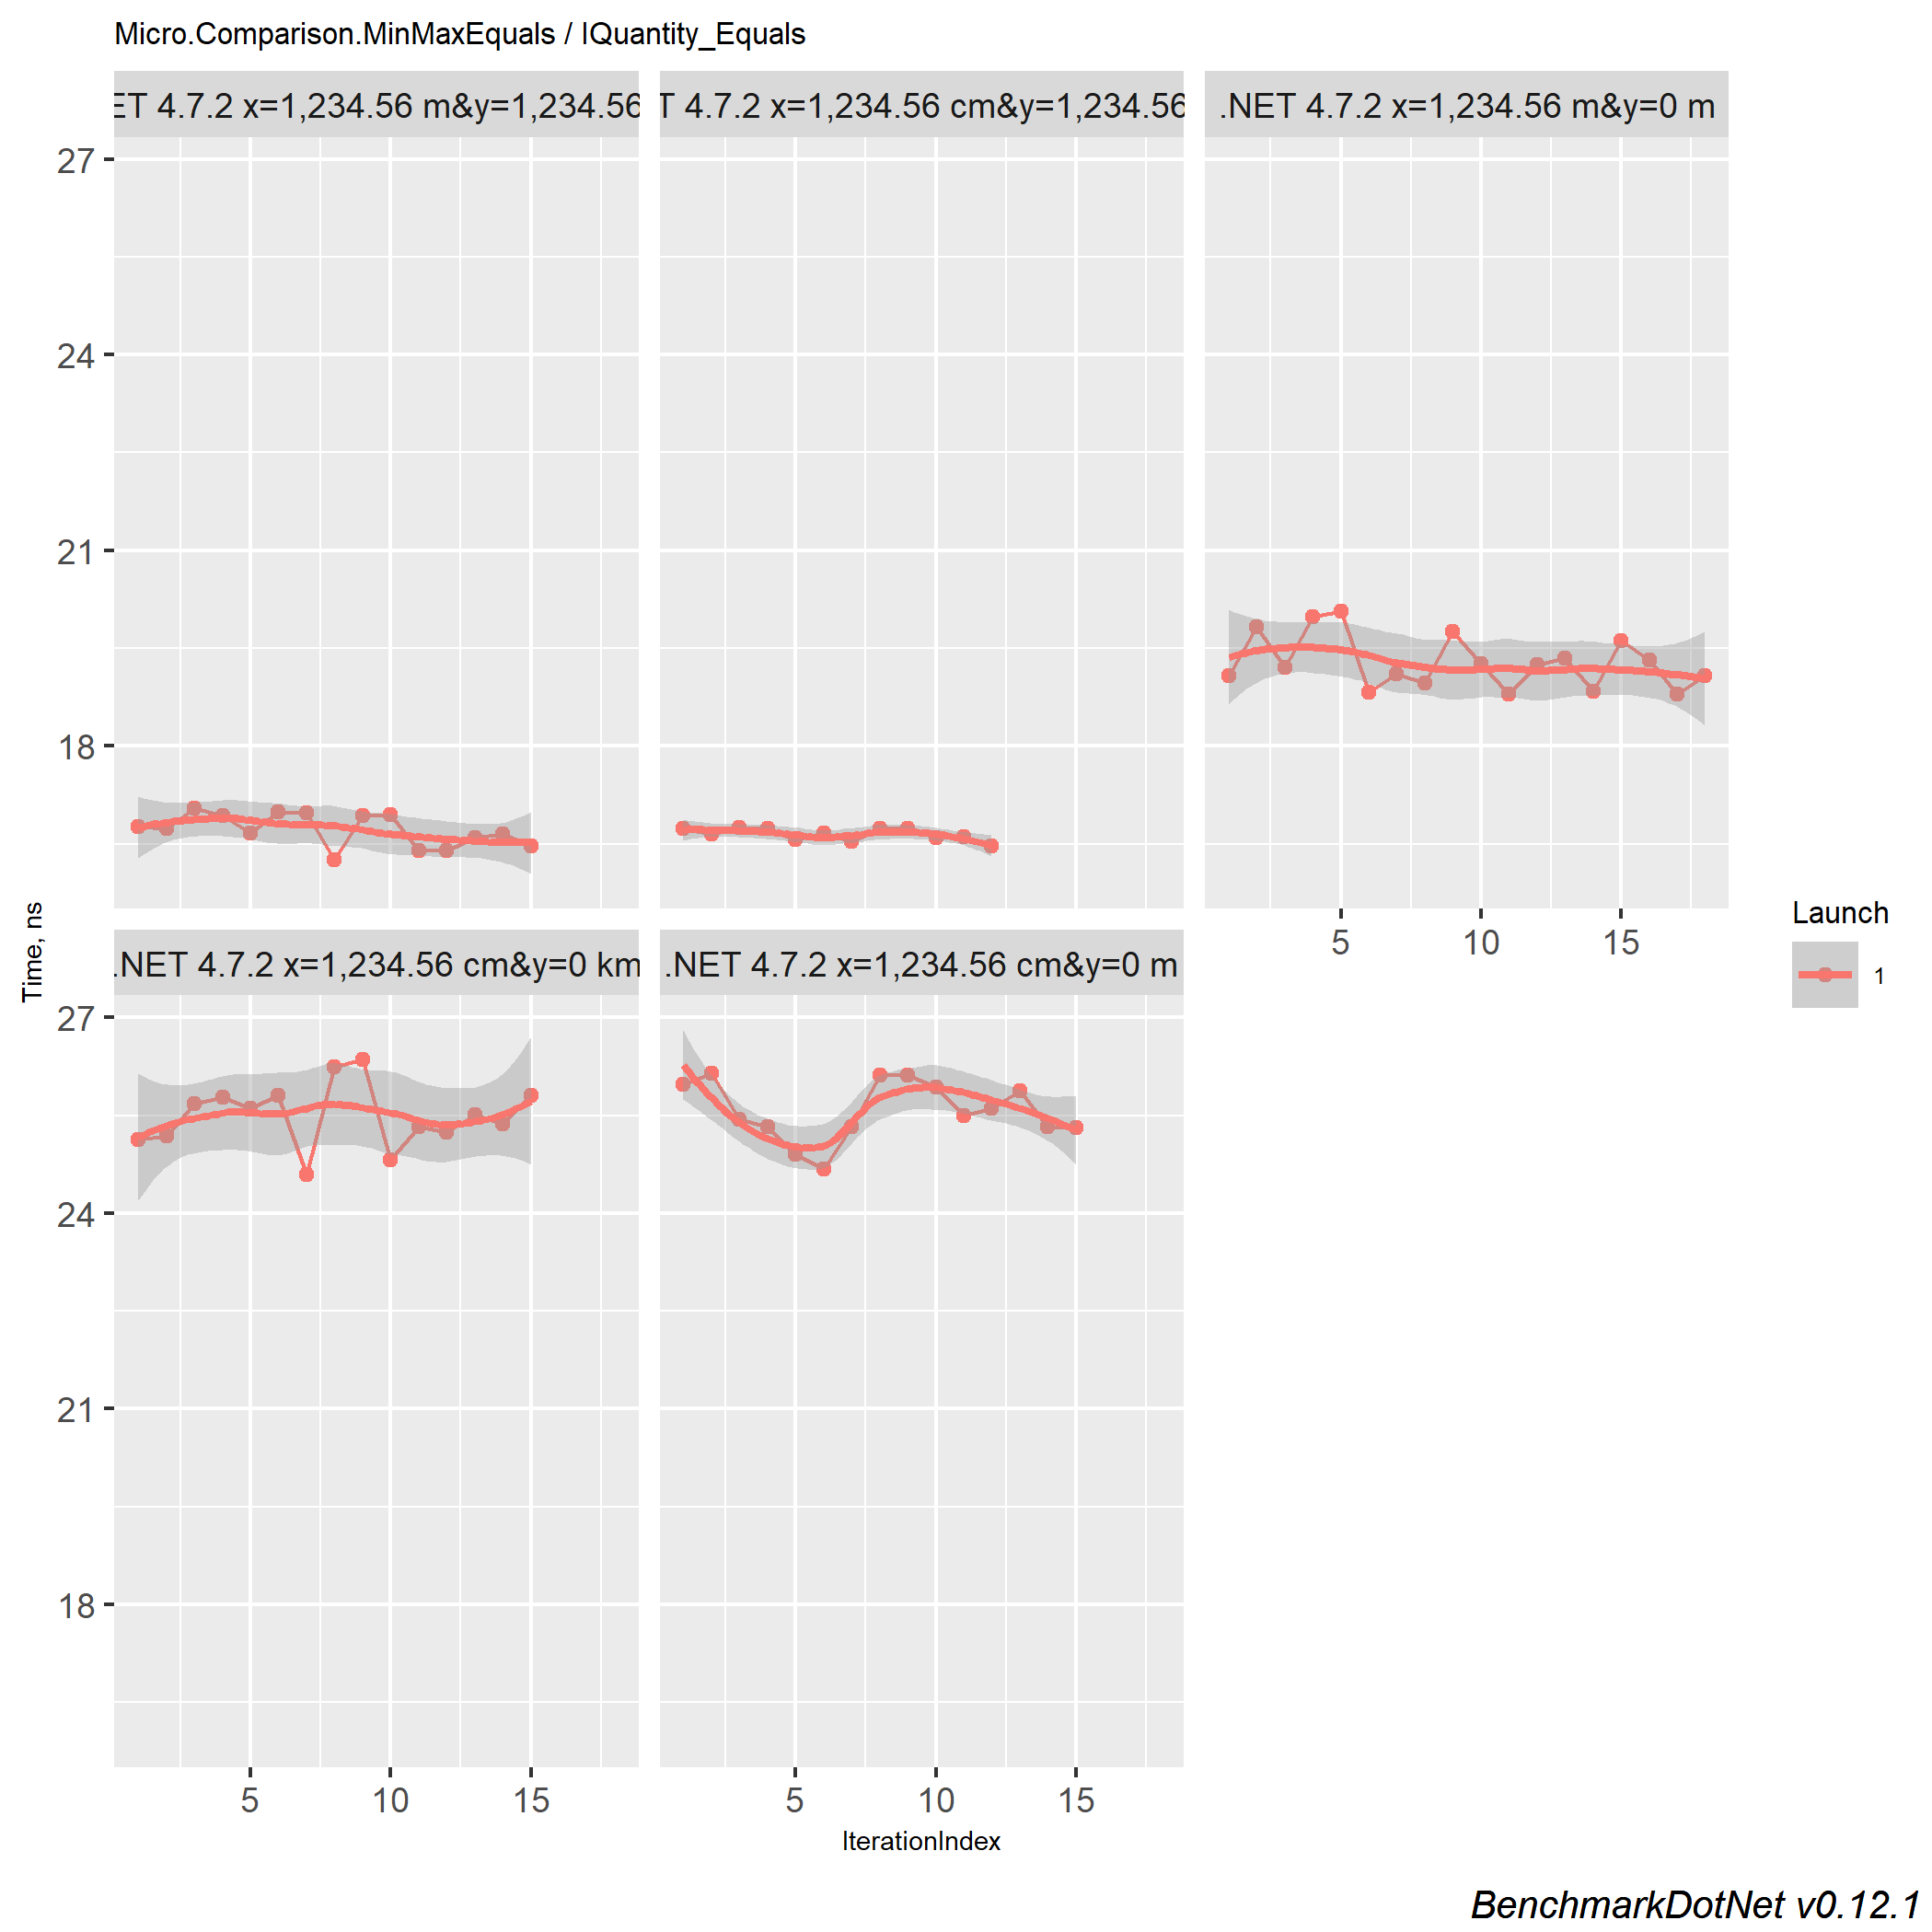 Micro.Comparison.MinMaxEquals / IQuantity_Equals
ET 4.7.2 x=1,234.56 m&y=1,234.56
T 4.7.2 x=1,234.56 cm&y=1,234.56
.NET 4.7.2 x=1,234.56 m&y=0 m
27
24
21
18
5 10 15
.NET 4.7.2 x=1,234.56 cm&y=0 km
.NET 4.7.2 x=1,234.56 cm&y=0 m
27
24
21
18
5 10 15
5 10 15
IterationIndex
Time, ns
Launch
1
BenchmarkDotNet v0.12.1